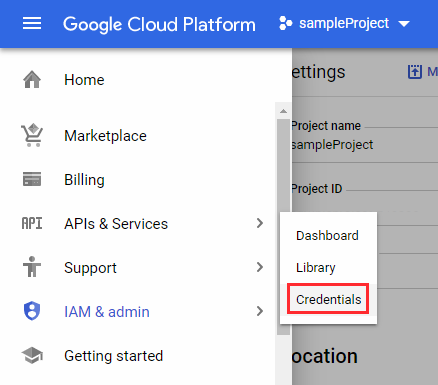 Google Cloud Platform
sampleProject
Home
Marketplace
Billing
API
APIs & Services
Support
IAM & admin
Getting started
Dashboard
Library
Credentials
ettings
M
Project name
sampleProject
Project ID
ocation